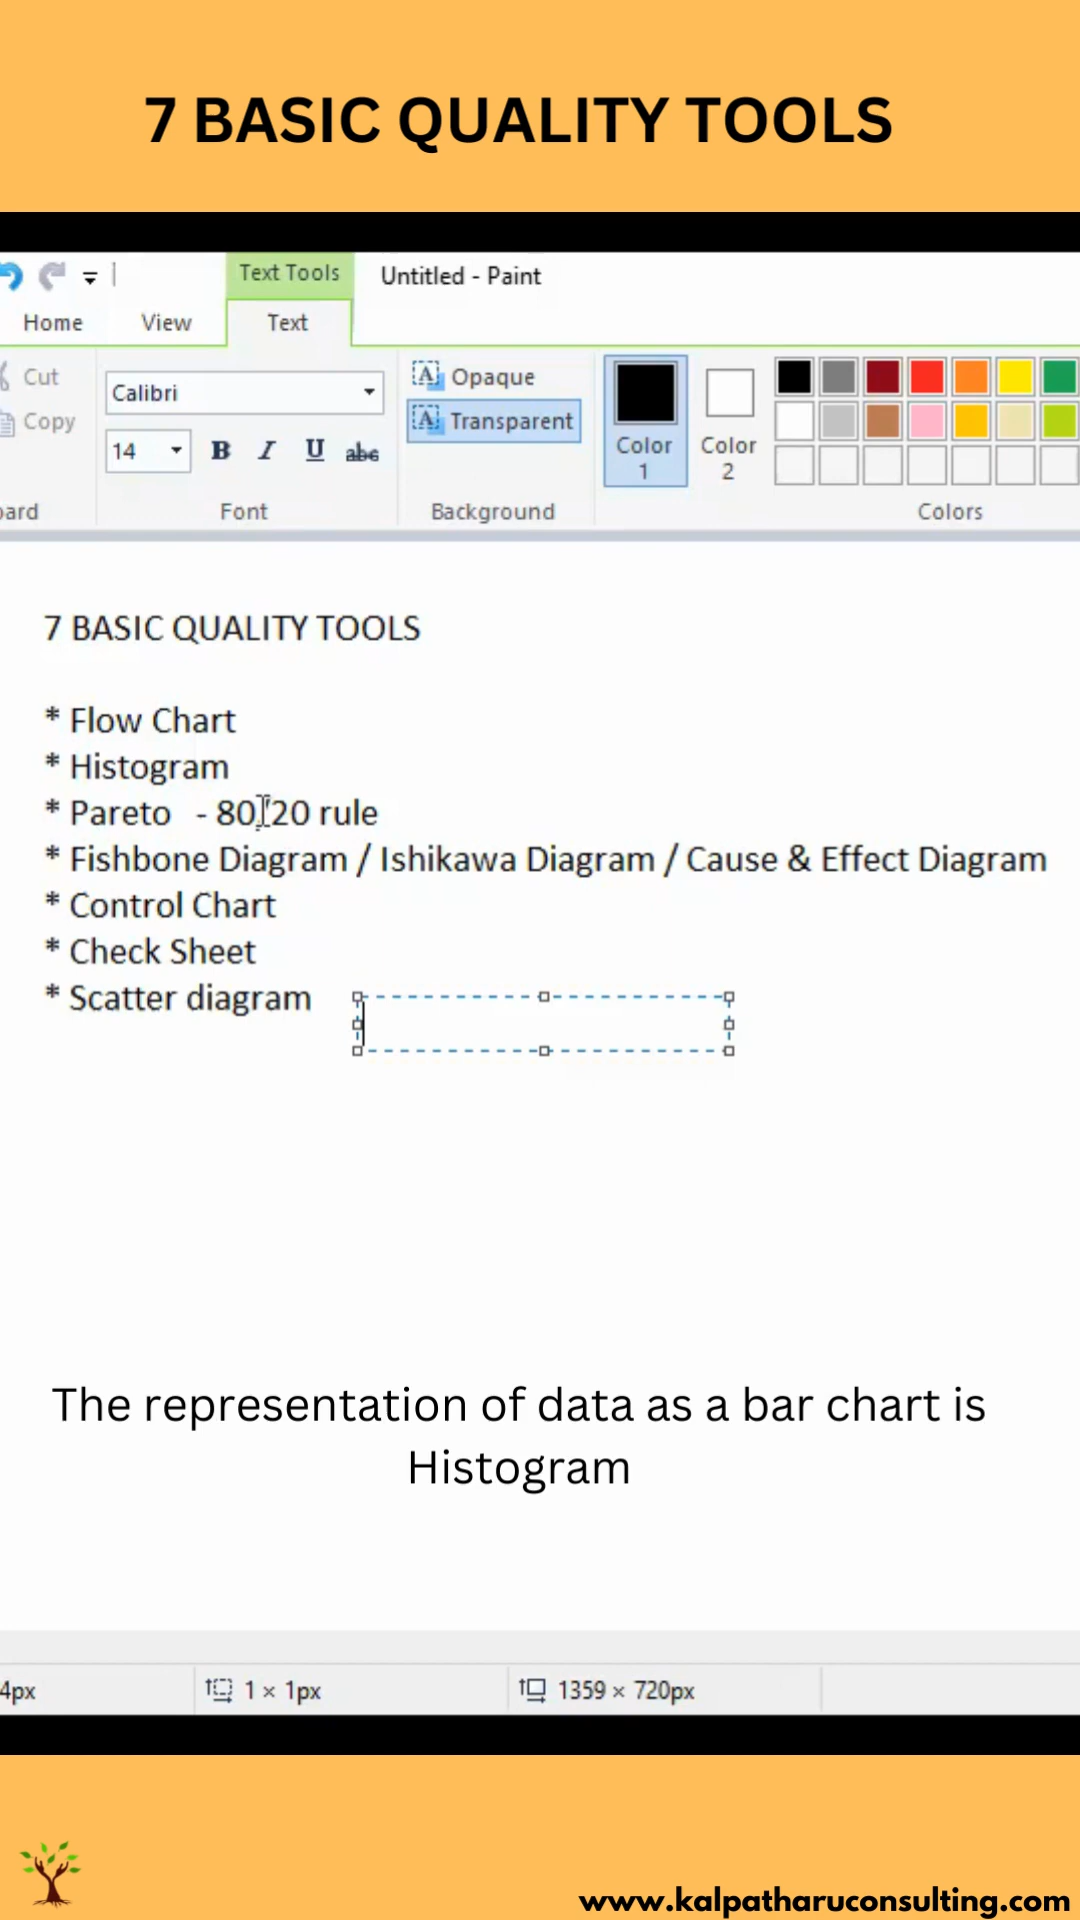 7 BASIC QUALITY TOOLS
Text Tools
Untitled - Paint
Home
View
Text
Cut
Copy
Calibri
14
B
I
U
abc
Opaque
Transparent
Color
1
Color
2
Font
Background
Colors
7 BASIC QUALITY TOOLS
* Flow Chart
* Histogram
* Pareto - 80/20 rule
* Fishbone Diagram / Ishikawa Diagram / Cause & Effect Diagram
* Control Chart
* Check Sheet
* Scatter diagram
The representation of data as a bar chart is
Histogram
4px
1 × 1px
1359 × 720px
www.kalpatharuconsulting.com